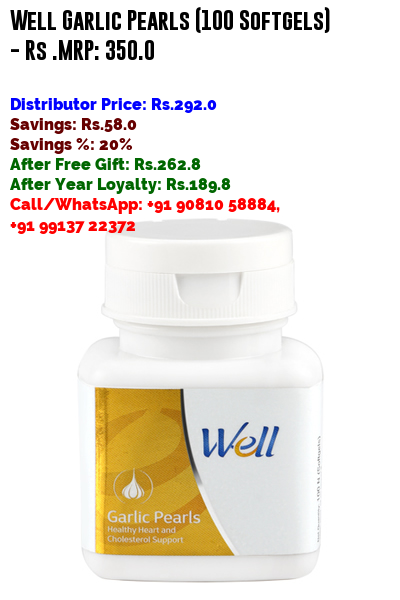 Well Garlic Pearls (100 Softgels)
- Rs .MRP: 350.0
Distributor Price: Rs.292.0
Savings: Rs.58.0
Savings %: 20%
After Free Gift: Rs.262.8
After Year Loyalty: Rs.189.8
Call/WhatsApp: +91 90810 58884,
+91 99137 22372
Well
Garlic Pearls
Healthy Heart and
Cholesterol Support